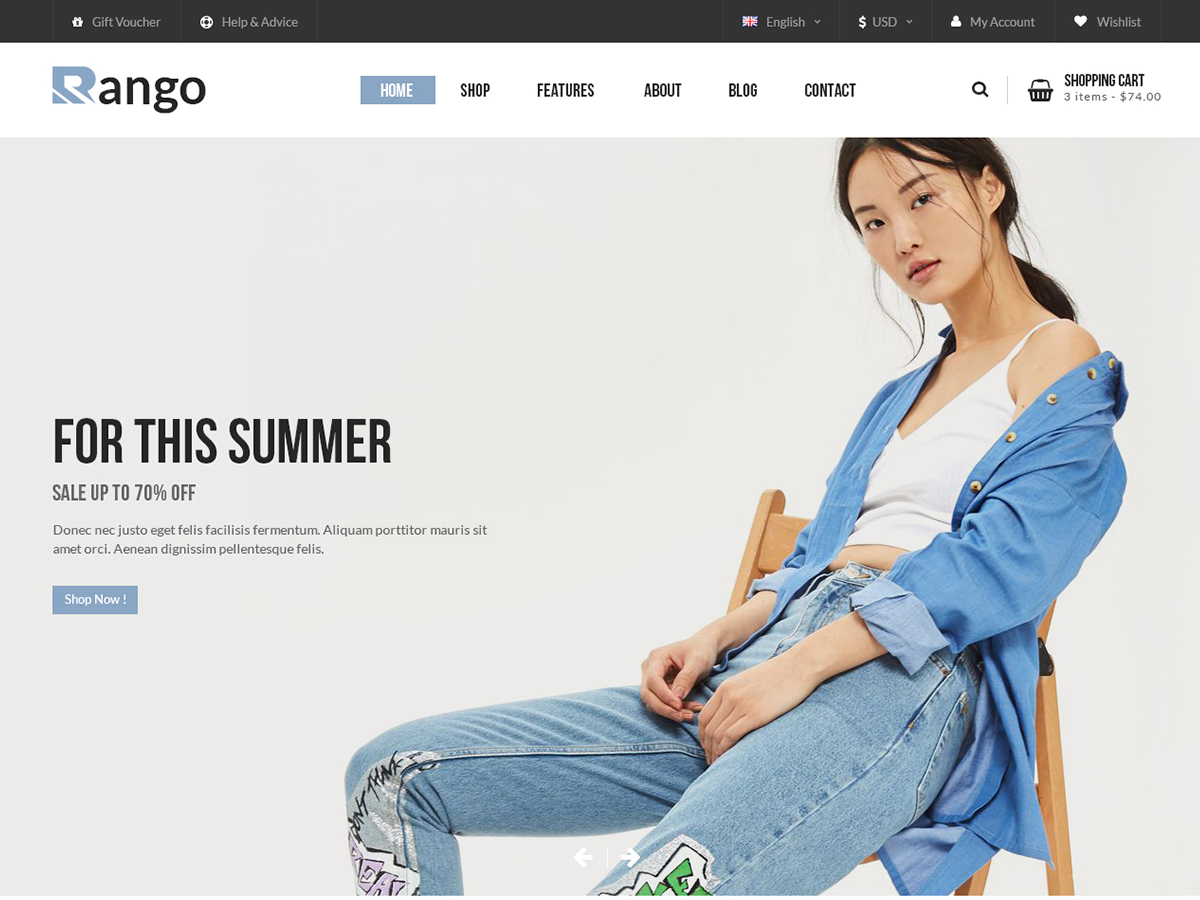 Gift Voucher
Help & Advice
English
$ USD
My Account
Wishlist
Rango
HOME
SHOP
FEATURES
ABOUT
BLOG
CONTACT
SHOPPING CART
3 items - $74.00
FOR THIS SUMMER
SALE UP TO 70% OFF
Donec nec justo eget felis facilisis fermentum. Aliquam porttitor mauris sit
amet orci. Aenean dignissim pellentesque felis.
Shop Now !
DON'T THINK